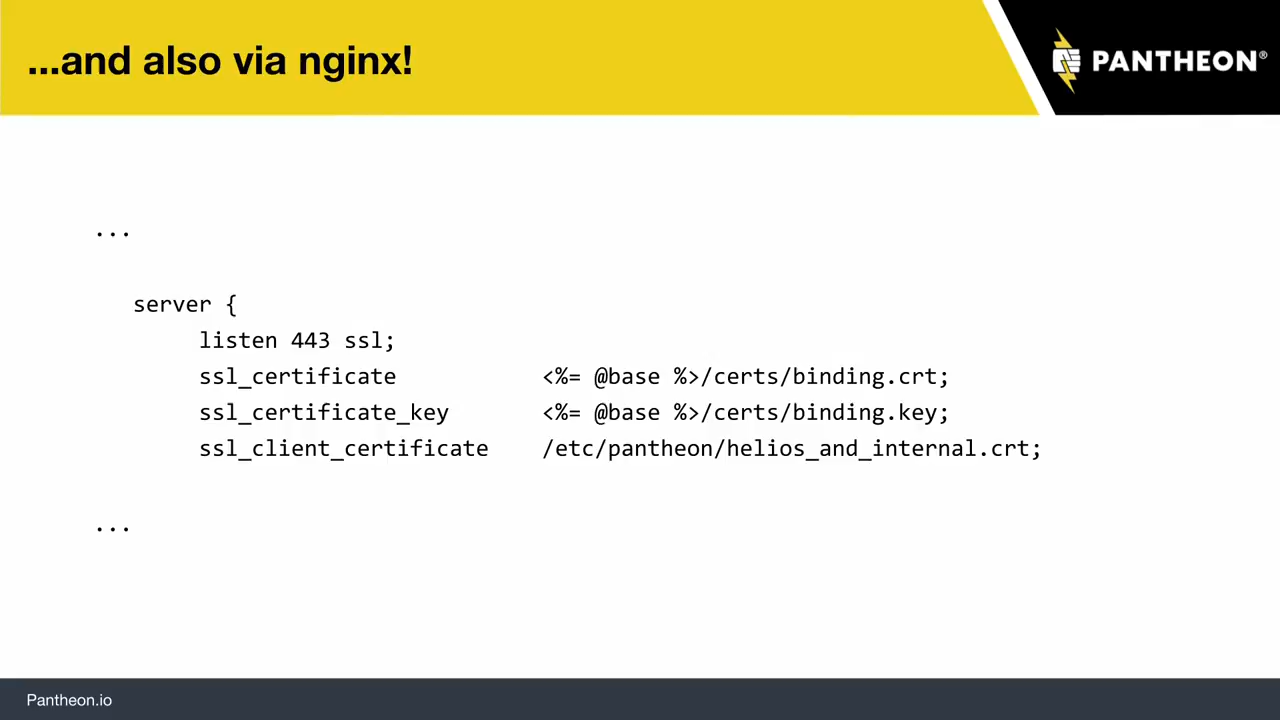 ...and also via nginx!
PANTHEON®
...
server {
listen 443 ssl;
ssl_certificate <%= @base %>/certs/binding.crt;
ssl_certificate_key <%= @base %>/certs/binding.key;
ssl_client_certificate /etc/pantheon/helios_and_internal.crt;
...
Pantheon.io